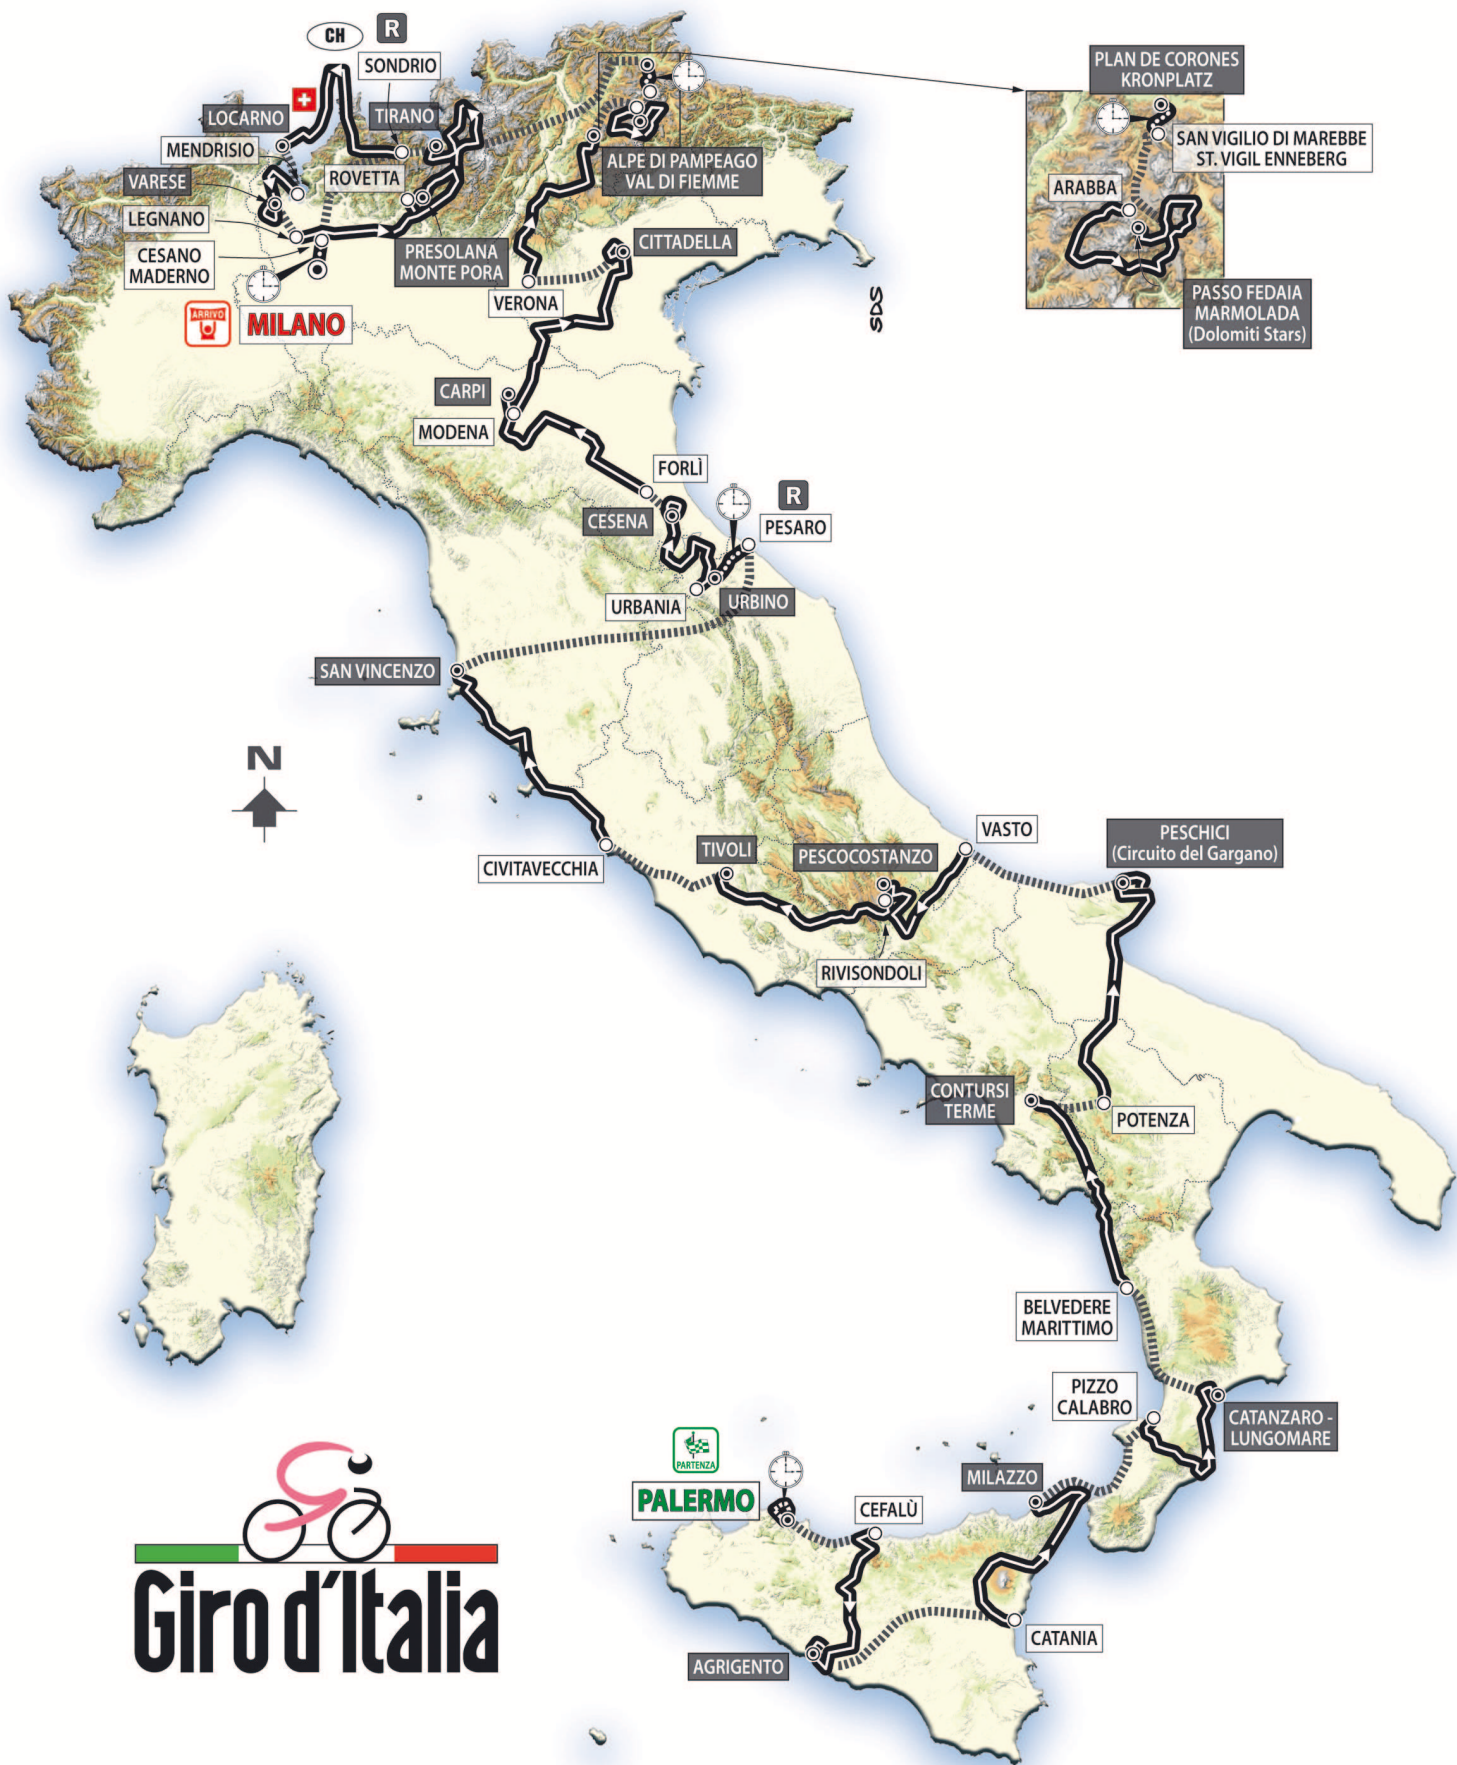 CH
R
SONDRIO
LOCARNO
TIRANO
MENDRISIO
VARESE
ROVETTA
LEGNANO
CESANO
MADERNO
PRESOLANA
MONTE PORA
ALPE DI PAMPEAGO
VAL DI FIEMME
CITTADELLA
VERONA
ARRIVO
MILANO
PLAN DE CORONES
KRONPLATZ
SAN VIGILIO DI MAREBBE
ST. VIGIL ENNEBERG
ARABBA
PASSO FEDAIA
MARMOLADA
(Dolomiti Stars)
SDS
CARPI
MODENA
FORLÌ
CESENA
R
PESARO
URBANIA
URBINO
SAN VINCENZO
N
CIVITAVECCHIA
TIVOLI
PESCOCOSTANZO
VASTO
PESCHICI
(Circuito del Gargano)
RIVISONDOLI
CONTURSI
TERME
POTENZA
BELVEDERE
MARITTIMO
PIZZO
CALABRO
CATANZARO -
LUNGOMARE
PARTENZA
PALERMO
CEFALÙ
MILAZZO
CATANIA
AGRIGENTO
Giro d'Italia